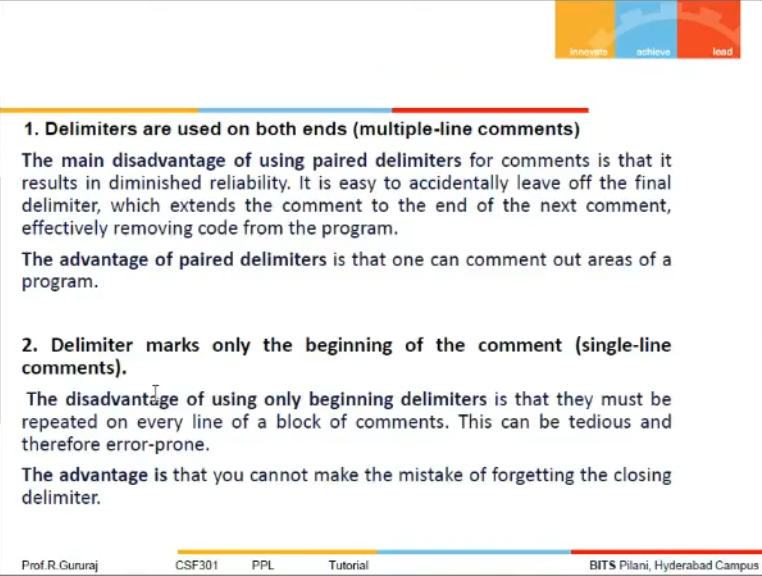 innovate achieve lead
1. Delimiters are used on both ends (multiple-line comments)
The main disadvantage of using paired delimiters for comments is that it
results in diminished reliability. It is easy to accidentally leave off the final
delimiter, which extends the comment to the end of the next comment,
effectively removing code from the program.
The advantage of paired delimiters is that one can comment out areas of a
program.
2. Delimiter marks only the beginning of the comment (single-line
comments).
The disadvantage of using only beginning delimiters is that they must be
repeated on every line of a block of comments. This can be tedious and
therefore error-prone.
The advantage is that you cannot make the mistake of forgetting the closing
delimiter.
Prof.R.Gururaj CSF301 PPL Tutorial BITS Pilani, Hyderabad Campus